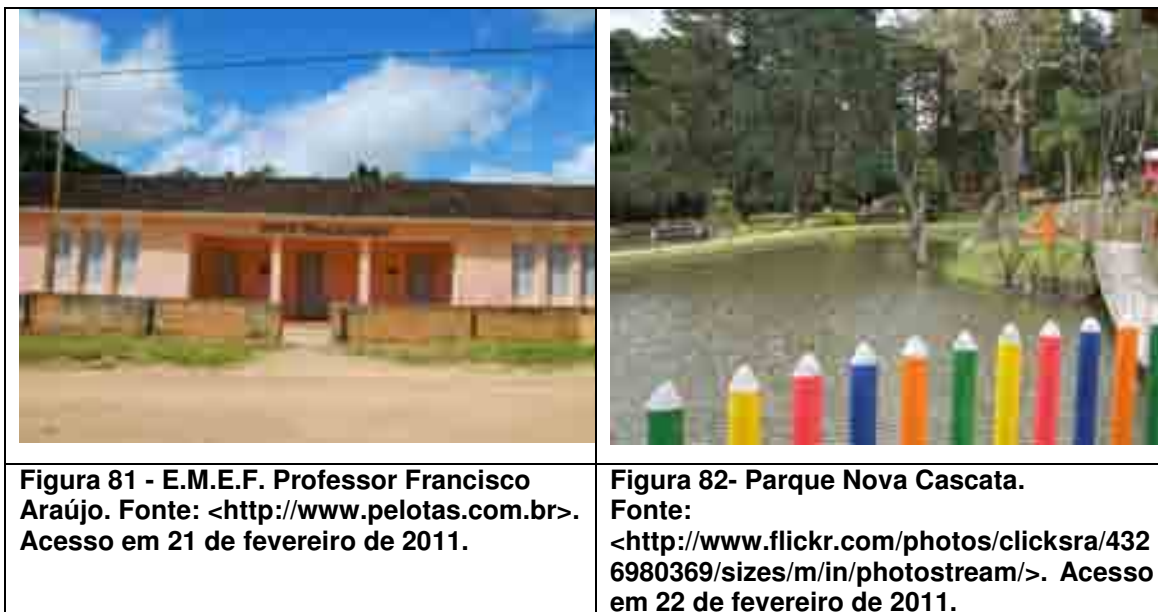 Figura 81 - E.M.E.F. Professor Francisco
Araújo. Fonte: <http://www.pelotas.com.br>.
Acesso em 21 de fevereiro de 2011.
Figura 82- Parque Nova Cascata.
Fonte:
<http://www.flickr.com/photos/clicksra/432
6980369/sizes/m/in/photostream/>. Acesso
em 22 de fevereiro de 2011.